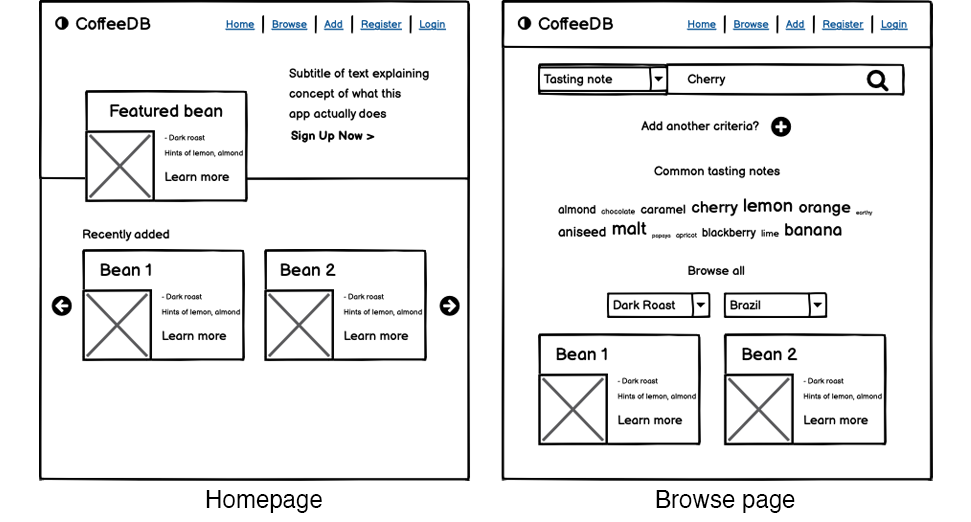 CoffeeDB
Home | Browse | Add | Register | Login
Subtitle of text explaining
concept of what this
app actually does
Sign Up Now >
Featured bean
- Dark roast
Hints of lemon, almond
Learn more
Recently added
Bean 1
- Dark roast
Hints of lemon, almond
Learn more
Bean 2
- Dark roast
Hints of lemon, almond
Learn more
Homepage
CoffeeDB
Home | Browse | Add | Register | Login
Tasting note
Cherry
Add another criteria?
Common tasting notes
almond chocolate caramel cherry lemon orange earthy
aniseed malt papaya apricot blackberry lime banana
Browse all
Dark Roast
Brazil
Bean 1
- Dark roast
Hints of lemon, almond
Learn more
Bean 2
- Dark roast
Hints of lemon, almond
Learn more
Browse page